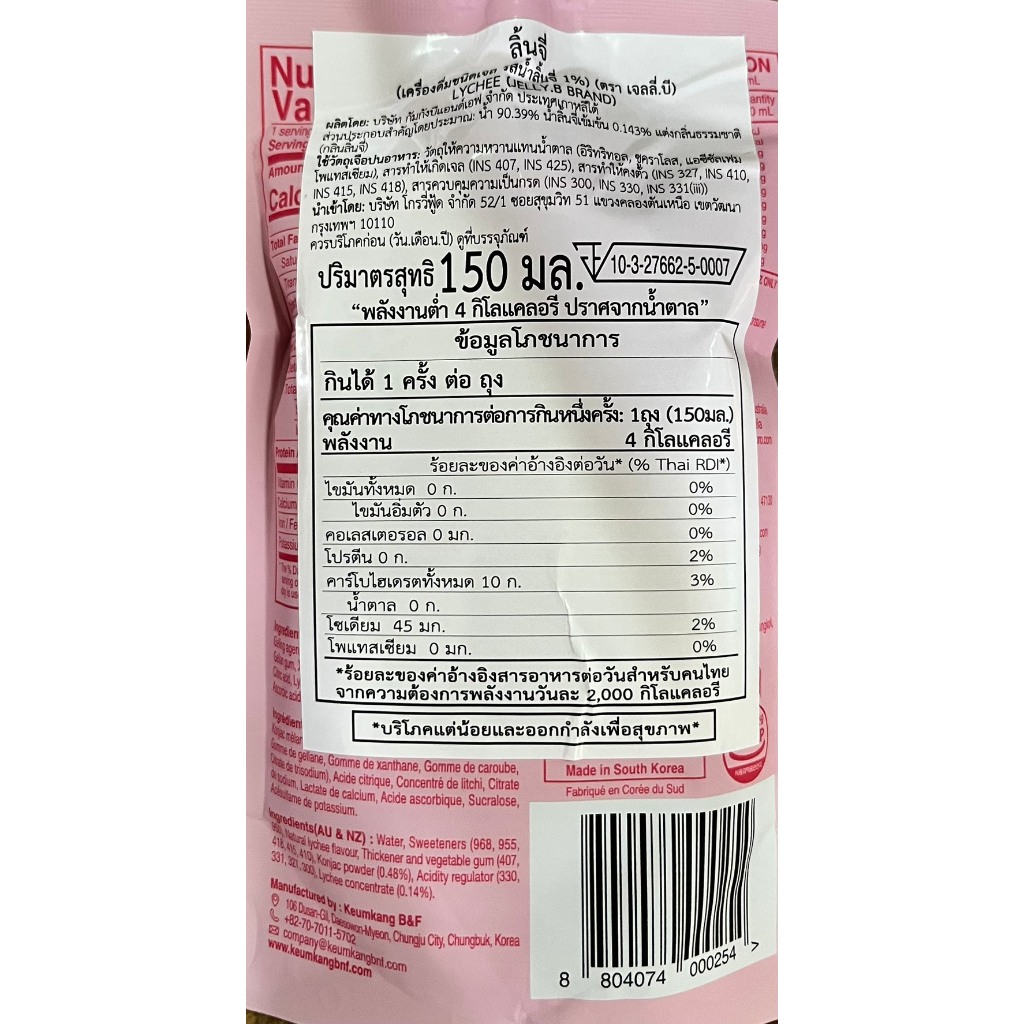 Nu
Va
1 serving
Serving
Amoun
Calo
Total Fa
ON
mL
ลิ้นจี่
(เครื่องดื่มชนิดเจล รสน้ำลิ้นจี่ 1%) (ตรา เจลลี่.บี)
LYCHEE (JELLY.B BRAND)
ผลิตโดย: บริษัท กัมกังบีแอนด์เอฟ จำกัด ประเทศเกาหลีใต้
ส่วนประกอบสำคัญโดยประมาณ: น้ำ 90.39% น้ำลิ้นจี่เข้มข้น 0.143% แต่งกลิ่นธรรมชาติ
(กลิ่นลิ้นจี่)
ใช้วัตถุเจือปนอาหาร: วัตถุให้ความหวานแทนน้ำตาล (อิริทริทอล, ซูคราโลส, แอซีซัลเฟม
โพแทสเซียม), สารทำให้เกิดเจล (INS 407, INS 425), สารทำให้คงตัว (INS 327, INS 410,
INS 415, INS 418), สารควบคุมความเป็นกรด (INS 300, INS 330, INS 331(iii))
นำเข้าโดย: บริษัท โกรวี่ฟู้ด จำกัด 52/1 ซอยสุขุมวิท 51 แขวงคลองตันเหนือ เขตวัฒนา
กรุงเทพฯ 10110
ควรบริโภคก่อน (วัน.เดือน.ปี) ดูที่บรรจุภัณฑ์
ปริมาตรสุทธิ 150 มล. 10-3-27662-5-0007
“พลังงานต่ำ 4 กิโลแคลอรี ปราศจากน้ำตาล”
ข้อมูลโภชนาการ
กินได้ 1 ครั้ง ต่อ ถุง
คุณค่าทางโภชนาการต่อการกินหนึ่งครั้ง: 1ถุง (150มล.)
พลังงาน 4 กิโลแคลอรี
ร้อยละของค่าอ้างอิงต่อวัน* (% Thai RDI*)
ไขมันทั้งหมด 0 ก. 0%
ไขมันอิ่มตัว 0 ก. 0%
คอเลสเตอรอล 0 มก. 0%
โปรตีน 0 ก. 2%
คาร์โบไฮเดรตทั้งหมด 10 ก. 3%
น้ำตาล 0 ก.
โซเดียม 45 มก. 2%
โพแทสเซียม 0 มก. 0%
*ร้อยละของค่าอ้างอิงสารอาหารต่อวันสำหรับคนไทย
จากความต้องการพลังงานวันละ 2,000 กิโลแคลอรี
*บริโภคแต่น้อยและออกกำลังเพื่อสุขภาพ*
Gomme de gellane, Gomme de xanthane, Gomme de caroube,
Citrate de trisodium), Acide citrique, Concentré de litchi, Citrate
de sodium, Lactate de calcium, Acide ascorbique, Sucralose,
Acésulfame de potassium.
Ingredients(AU & NZ) : Water, Sweeteners (968, 955,
950), Natural lychee flavour, Thickener and vegetable gum (407,
418, 415, 410), Konjac powder (0.48%), Acidity regulator (330,
331, 327, 300), Lychee concentrate (0.14%).
Manufactured by : Keumkang B&F
106 Dusan-Gil, Daesowon-Myeon, Chungju City, Chungbuk, Korea
+82-70-7011-5702
company@keumkangbnf.com
www.keumkangbnf.com
Made in South Korea
Fabriqué en Corée du Sud
8 804074 000254 >